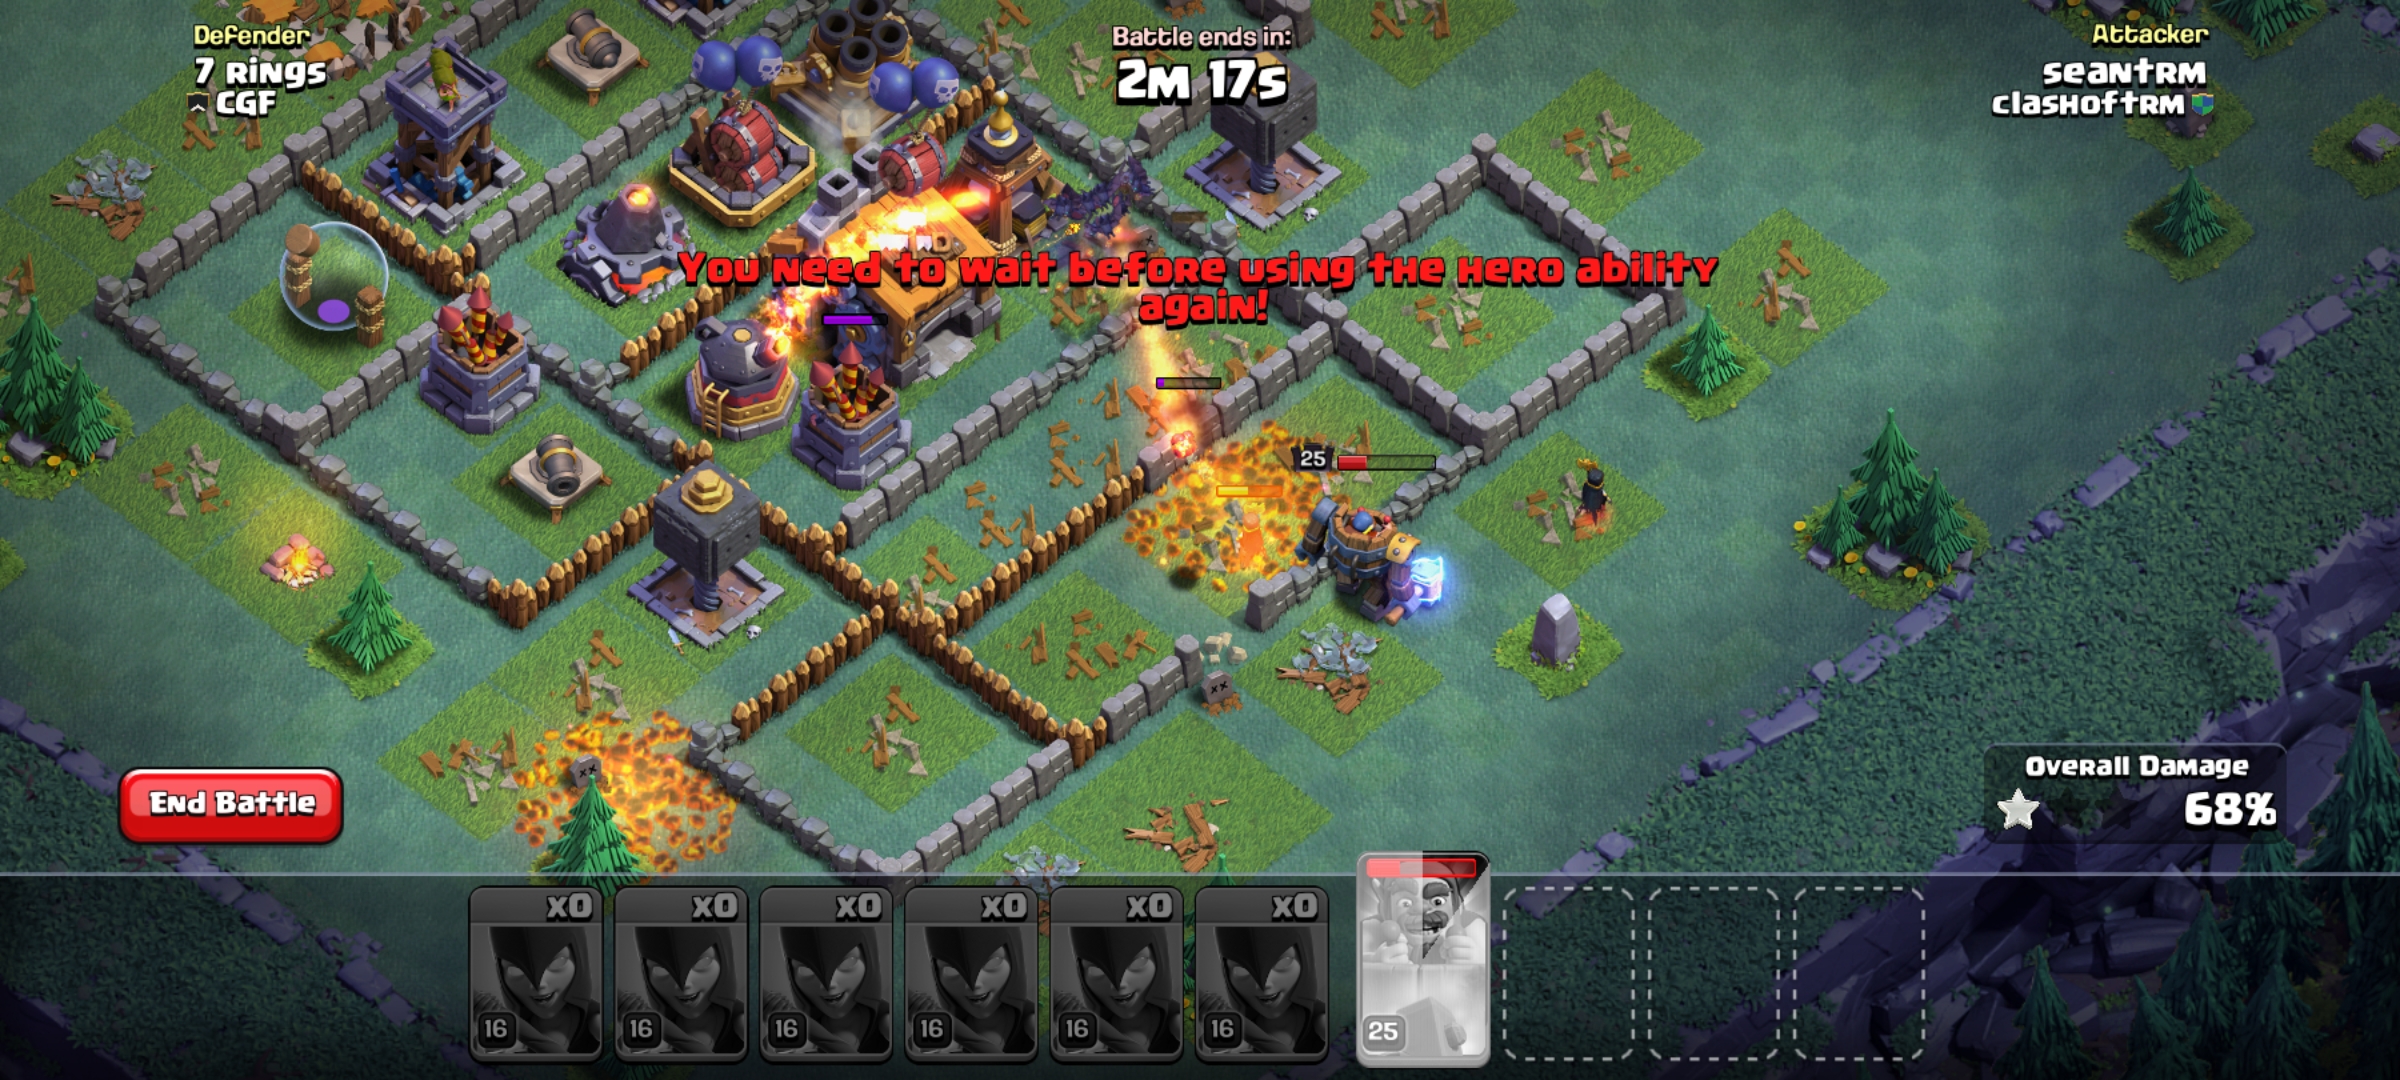 Defender
7 Rings
CGF
Battle ends in:
2M 17s
Attacker
seantRM
clashoftRM
You need to wait before using the Hero ability
again!
25
End Battle
Overall Damage
68%
x0
x0
x0
x0
x0
x0
16
16
16
16
16
16
25